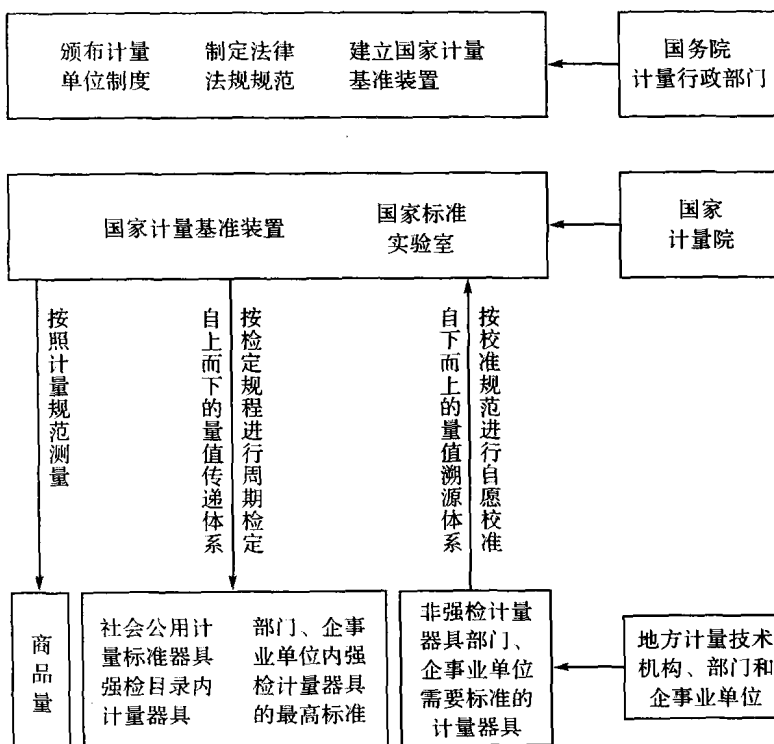 颁布计量 制定法律 建立国家计量
单位制度 法规规范 基准装置
国务院
计量行政部门
国家计量基准装置
国家标准
实验室
国家
计量院
按照计量规范测量
自上而下的量值传递体系
按检定规程进行周期检定
自下而上的量值溯源体系
按校准规范进行自愿校准
商品量
社会公用计
量标准器具
强检目录内
计量器具
部门、企事
业单位内强
检计量器具
的最高标准
非强检计量
器具部门、
企事业单位
需要标准的
计量器具
地方计量技术
机构、部门和
企事业单位